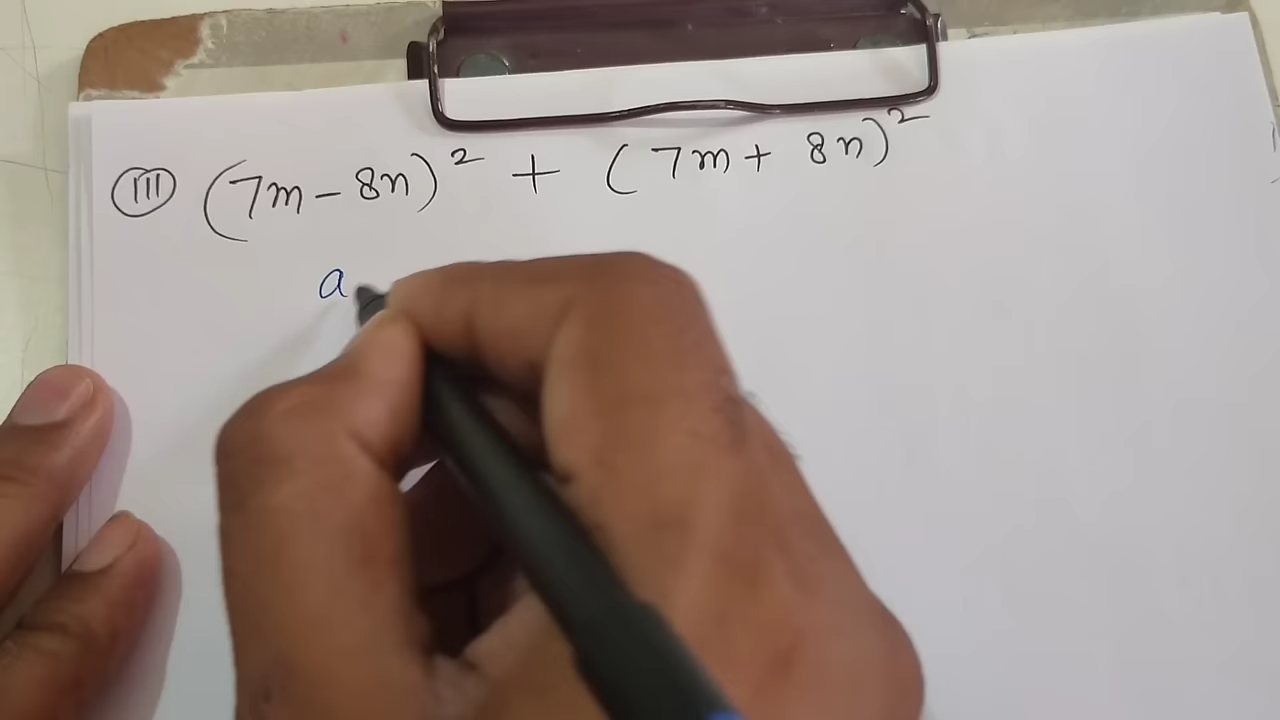 (III) (7m - 8n)² + (7m + 8n)²
a